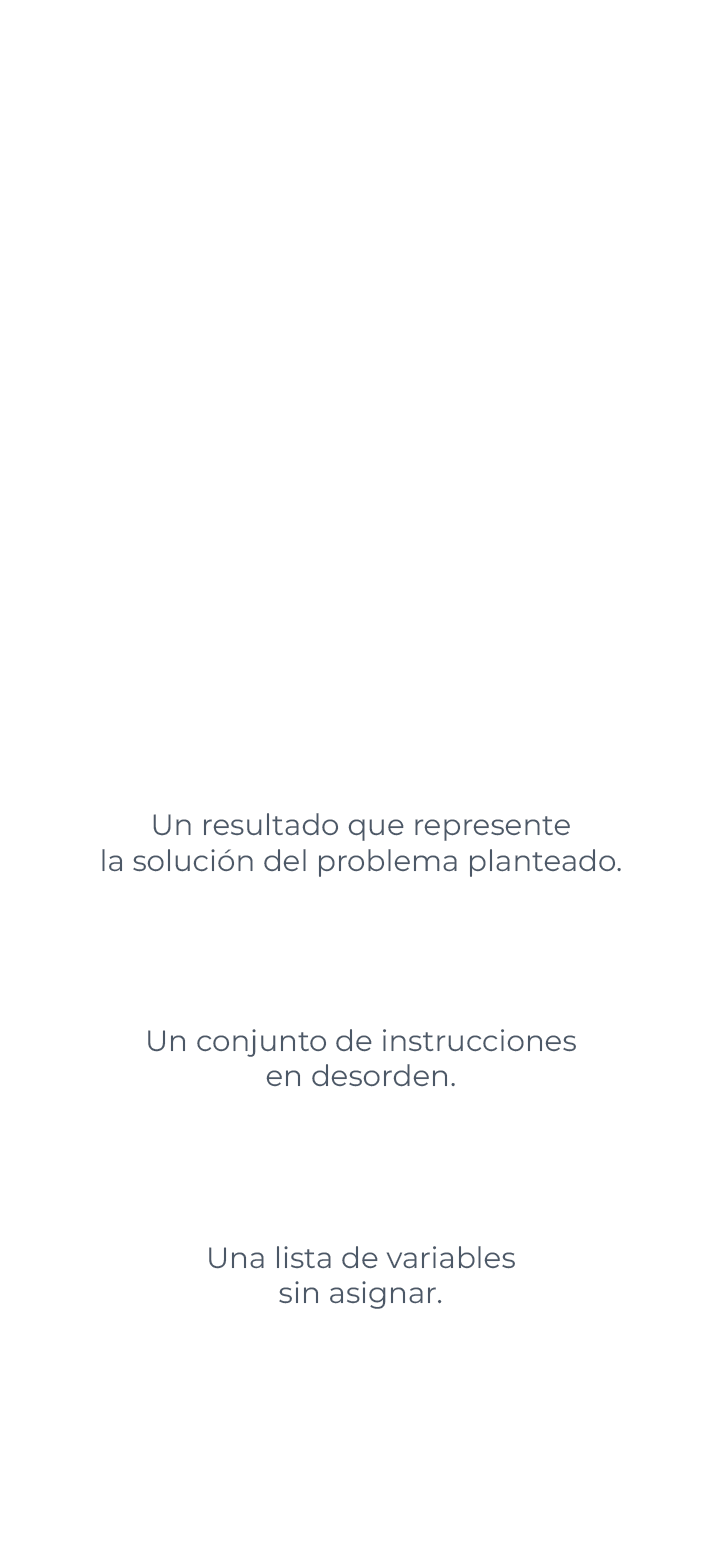 Un resultado que represente
la solución del problema planteado.
Un conjunto de instrucciones
en desorden.
Una lista de variables
sin asignar.